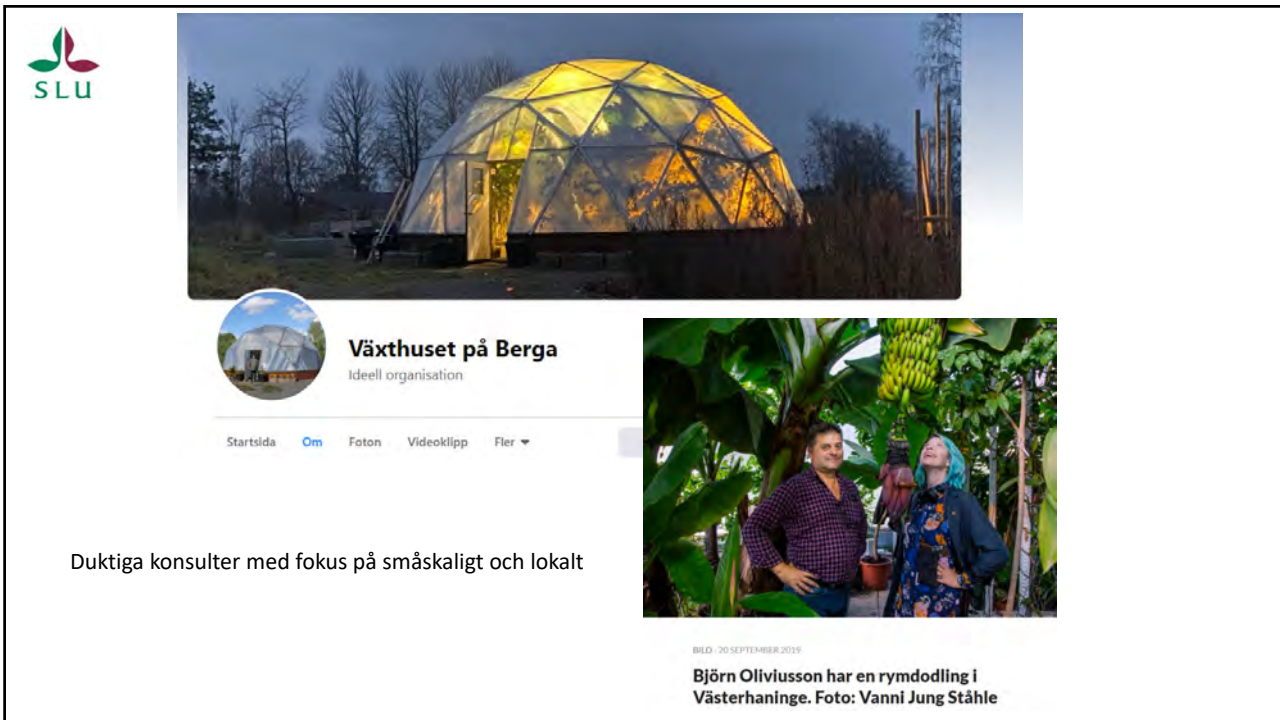 SLU
Växthuset på Berga
Ideell organisation
Startsida Om Foton Videoklipp Fler
Duktiga konsulter med fokus på småskaligt och lokalt
BILD - 20 SEPTEMBER 2019
Björn Oliviusson har en rymdodling i
Västerhaninge. Foto: Vanni Jung Ståhle